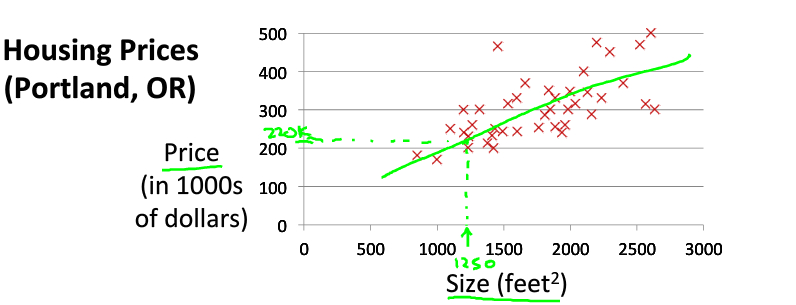 Housing Prices
(Portland, OR)
Price
(in 1000s
of dollars)
500
400
300
220K
200
100
0
0 500 1000 1500 2000 2500 3000
1250
Size (feet²)